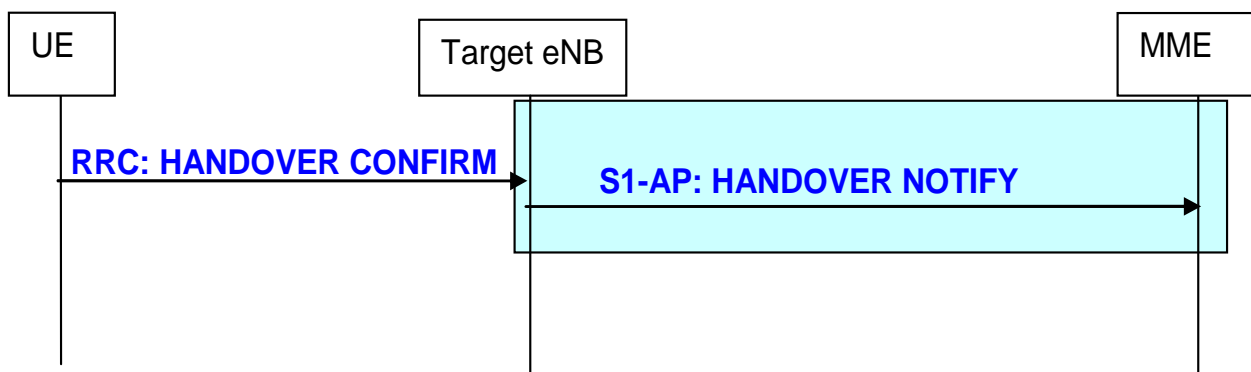 UE
Target eNB
MME
RRC: HANDOVER CONFIRM
S1-AP: HANDOVER NOTIFY